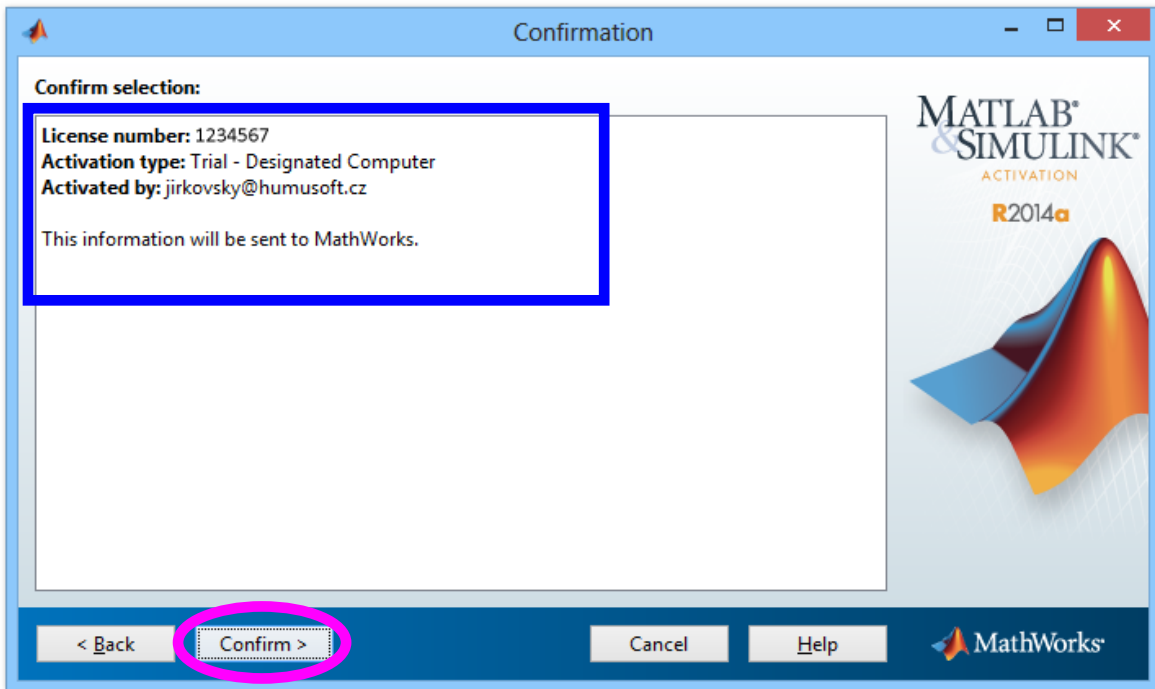 Confirmation
Confirm selection:
License number: 1234567
Activation type: Trial - Designated Computer
Activated by: jirkovsky@humusoft.cz
This information will be sent to MathWorks.
MATLAB®
&SIMULINK®
ACTIVATION
R2014a
< Back
Confirm >
Cancel
Help
MathWorks®